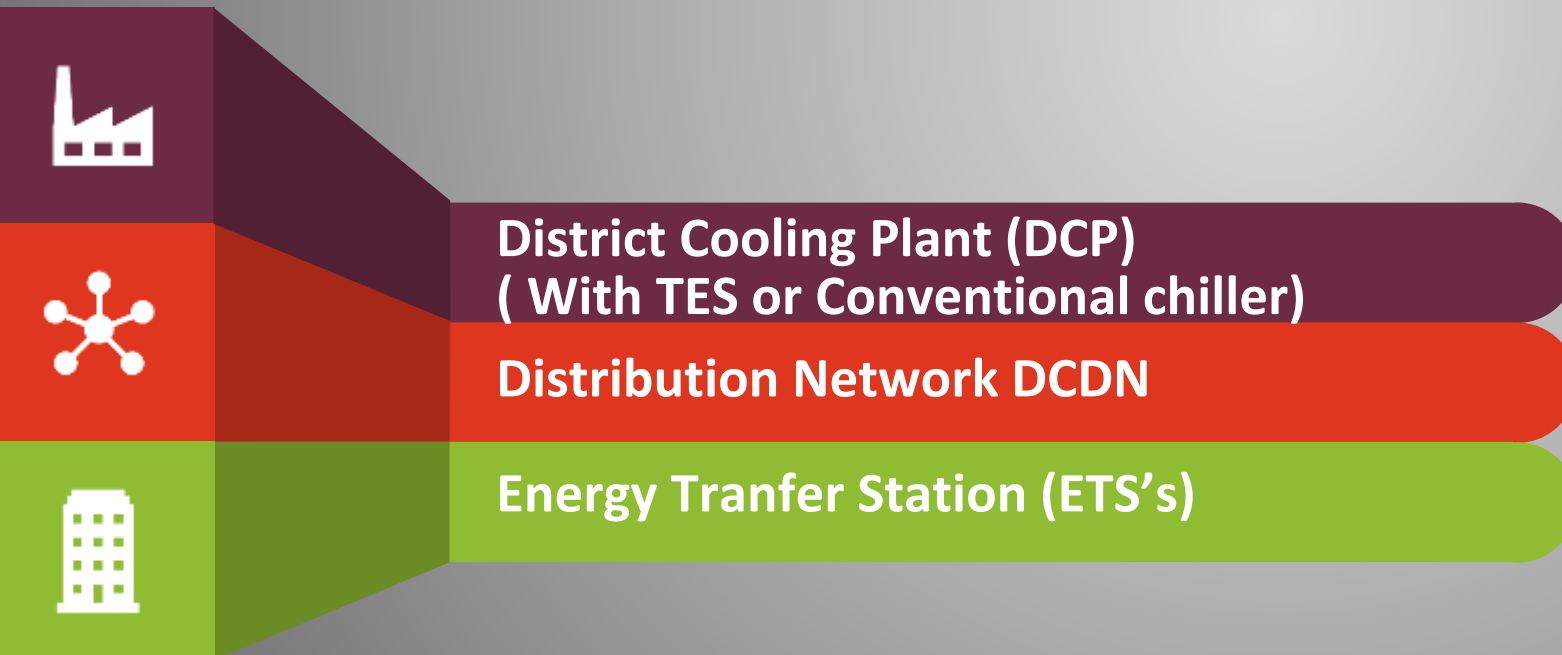 District Cooling Plant (DCP)
( With TES or Conventional chiller)
Distribution Network DCDN
Energy Tranfer Station (ETS’s)